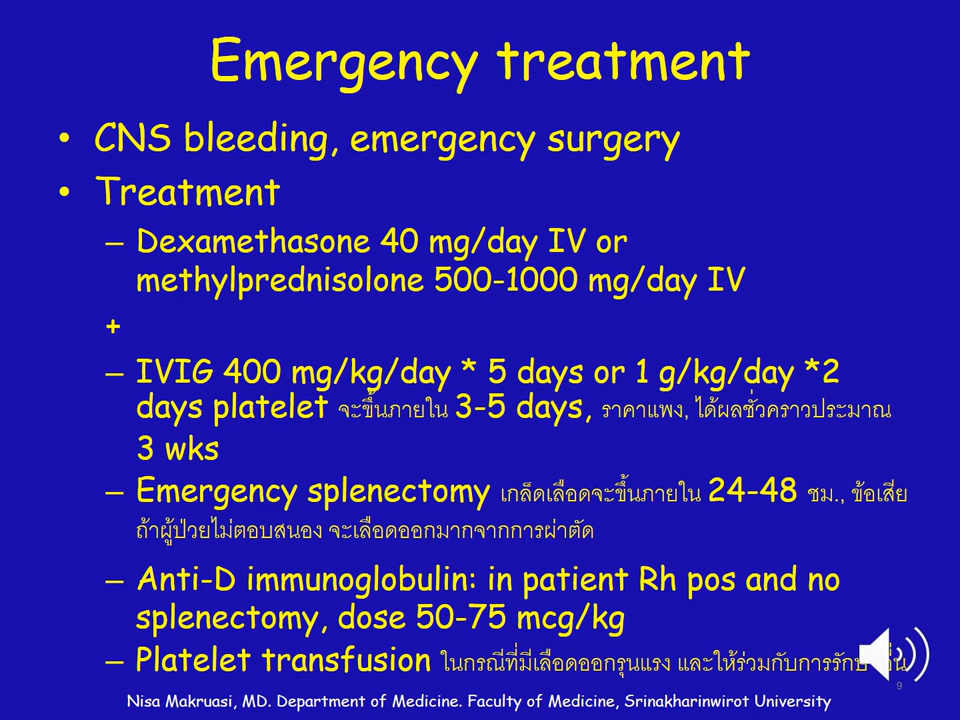 Emergency treatment
• CNS bleeding, emergency surgery
• Treatment
– Dexamethasone 40 mg/day IV or
methylprednisolone 500-1000 mg/day IV
+
– IVIG 400 mg/kg/day * 5 days or 1 g/kg/day *2
days platelet จะขึ้นภายใน 3-5 days, ราคาแพง, ได้ผลชั่วคราวประมาณ
3 wks
– Emergency splenectomy เกล็ดเลือดจะขึ้นภายใน 24-48 ชม., ข้อเสีย
ถ้าผู้ป่วยไม่ตอบสนอง จะเลือดออกมากจากการผ่าตัด
– Anti-D immunoglobulin: in patient Rh pos and no
splenectomy, dose 50-75 mcg/kg
– Platelet transfusion ในกรณีที่มีเลือดออกรุนแรง และให้ร่วมกับการ
9
Nisa Makruasi, MD. Department of Medicine. Faculty of Medicine, Srinakharinwirot University